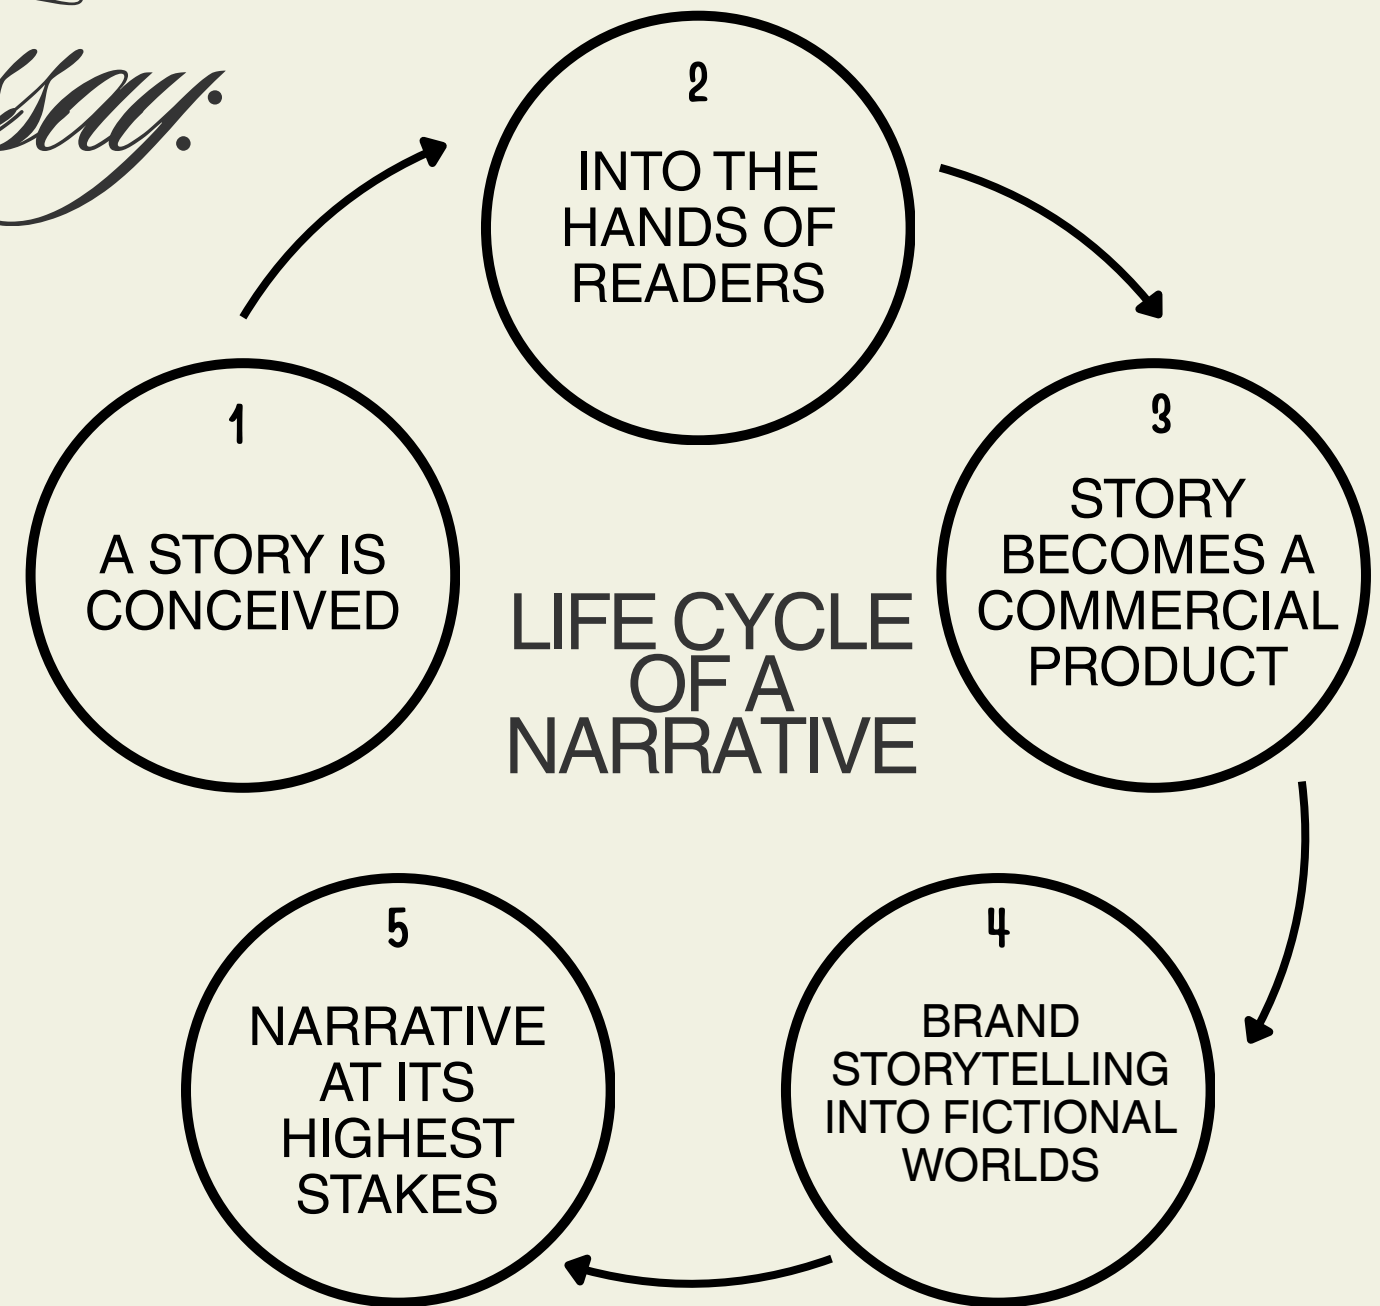 2
INTO THE
HANDS OF
READERS
1
A STORY IS
CONCEIVED
3
STORY
BECOMES A
COMMERCIAL
PRODUCT
LIFE CYCLE
OF A
NARRATIVE
5
NARRATIVE
AT ITS
HIGHEST
STAKES
4
BRAND
STORYTELLING
INTO FICTIONAL
WORLDS